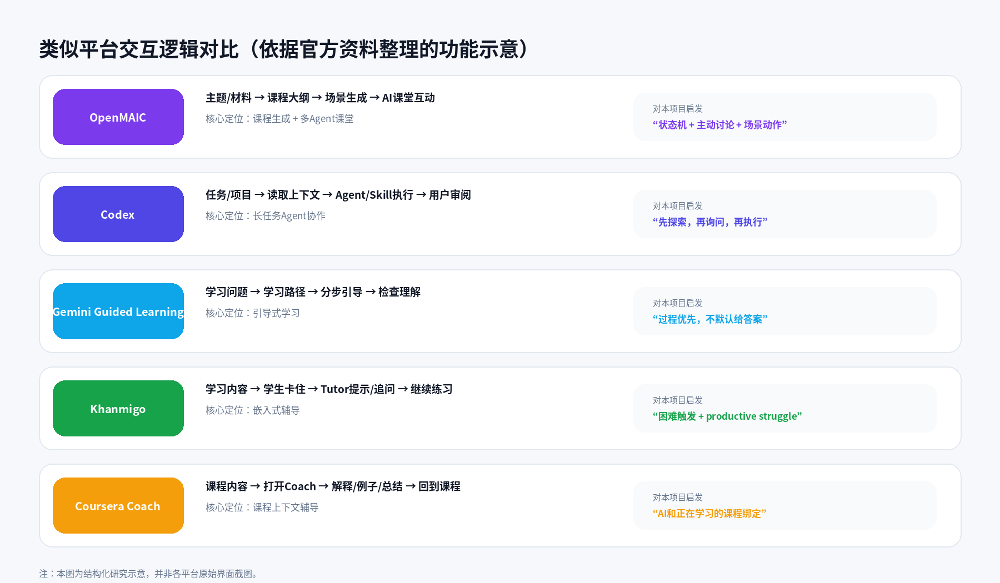 类似平台交互逻辑对比（依据官方资料整理的功能示意）
OpenMAIC
主题/材料 → 课程大纲 → 场景生成 → AI课堂互动
核心定位：课程生成 + 多Agent课堂
对本项目启发
“状态机 + 主动讨论 + 场景动作”
Codex
任务/项目 → 读取上下文 → Agent/Skill执行 → 用户审阅
核心定位：长任务Agent协作
对本项目启发
“先探索，再询问，再执行”
Gemini Guided Learning
学习问题 → 学习路径 → 分步引导 → 检查理解
核心定位：引导式学习
对本项目启发
“过程优先，不默认给答案”
Khanmigo
学习内容 → 学生卡住 → Tutor提示/追问 → 继续练习
核心定位：嵌入式辅导
对本项目启发
“困难触发 + productive struggle”
Coursera Coach
课程内容 → 打开Coach → 解释/例子/总结 → 回到课程
核心定位：课程上下文辅导
对本项目启发
“AI和正在学习的课程绑定”
注：本图为结构化研究示意，并非各平台原始界面截图。